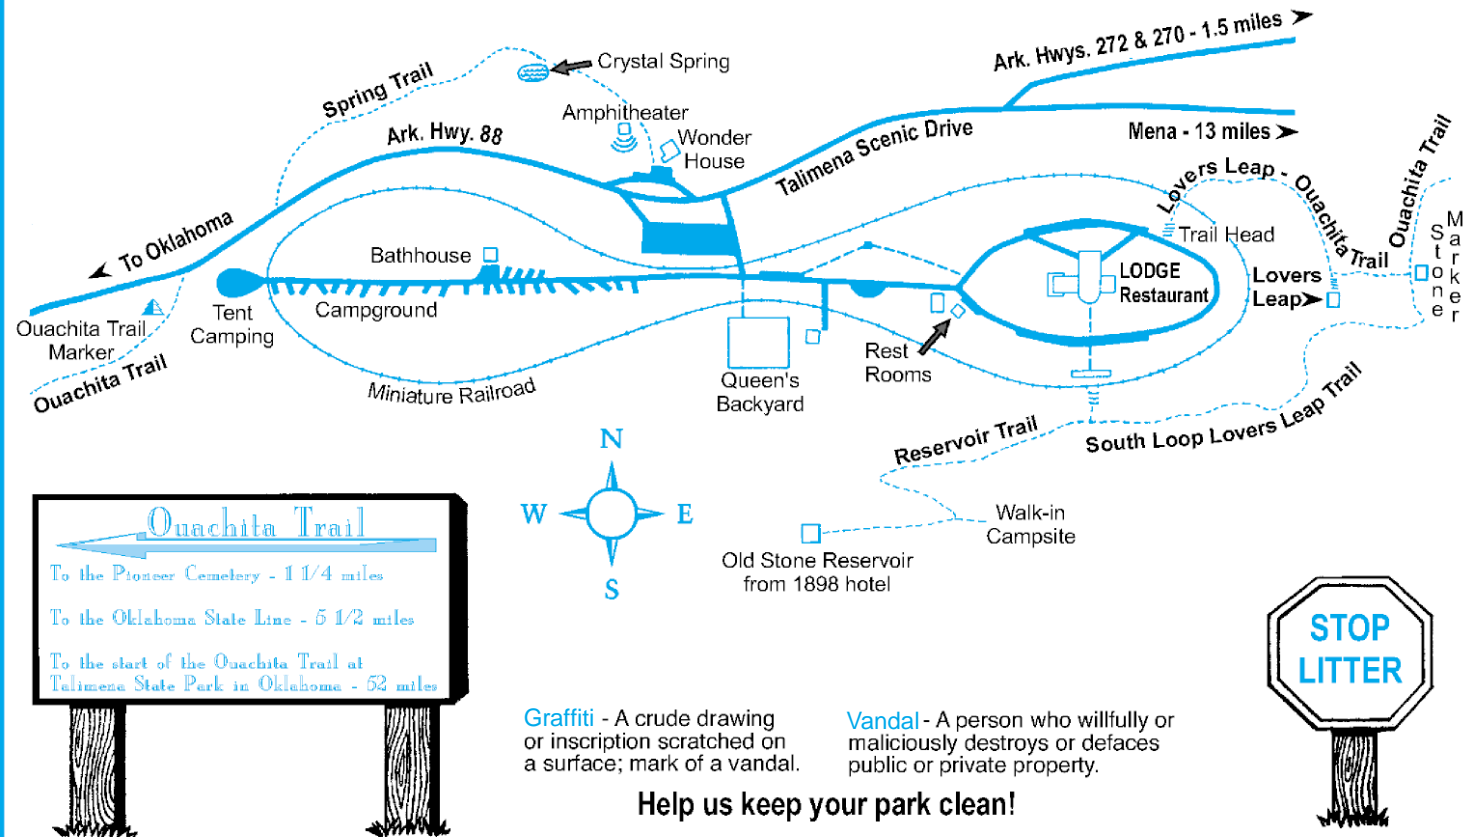 Ark. Hwys. 272 & 270 - 1.5 miles
Crystal Spring
Spring Trail
Amphitheater
Ark. Hwy. 88
Wonder
House
Talimena Scenic Drive
Mena - 13 miles
Ouachita Trail
Lovers Leap - Ouachita Trail
Stone
Marker
To Oklahoma
Trail Head
Bathhouse
LODGE
Restaurant
Lovers
Leap
Campground
Tent
Camping
Ouachita Trail
Marker
Ouachita Trail
Rest
Rooms
Miniature Railroad
Queen's
Backyard
South Loop Lovers Leap Trail
Reservoir Trail
N
W
E
S
Walk-in
Campsite
Old Stone Reservoir
from 1898 hotel
Ouachita Trail
To the Pioneer Cemetery - 1 1/4 miles
To the Oklahoma State Line - 5 1/2 miles
To the start of the Ouachita Trail at
Talimena State Park in Oklahoma - 52 miles
STOP
LITTER
Graffiti - A crude drawing
or inscription scratched on
a surface; mark of a vandal.
Vandal - A person who willfully or
maliciously destroys or defaces
public or private property.
Help us keep your park clean!